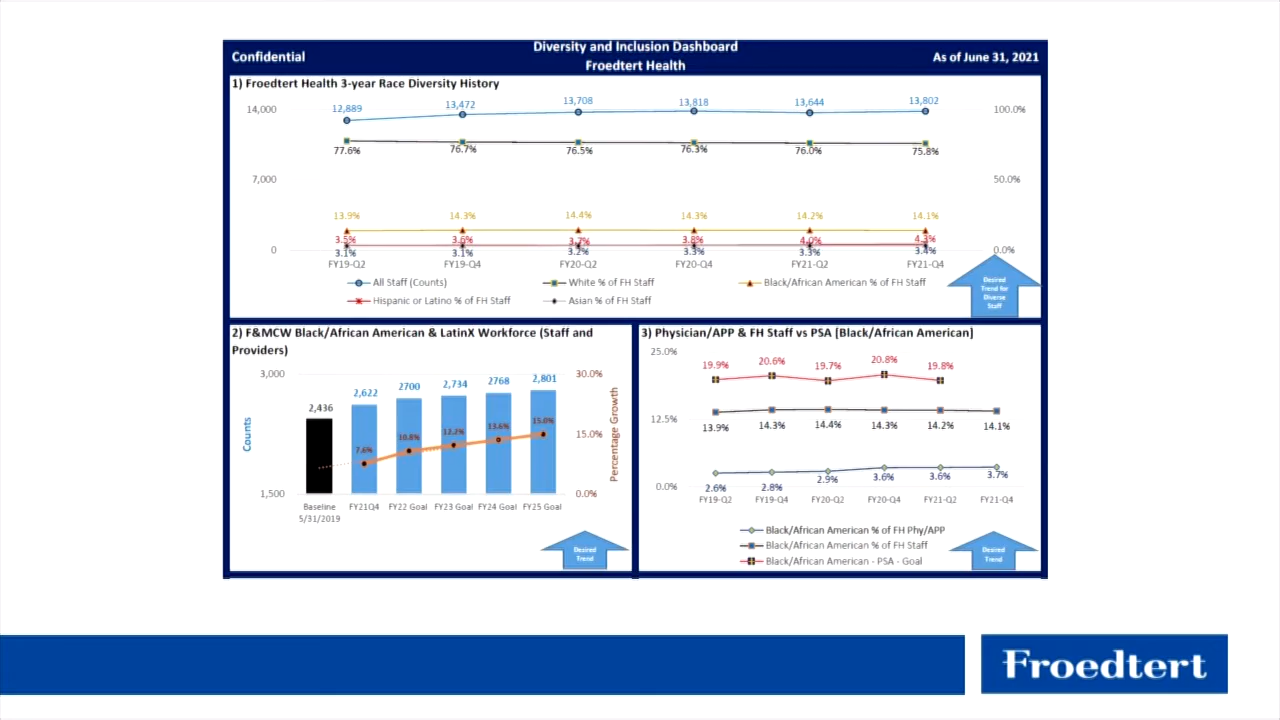 Confidential
Diversity and Inclusion Dashboard
Froedtert Health
As of June 31, 2021
1) Froedtert Health 3-year Race Diversity History
14,000
12,889
13,472
13,708
13,818
13,644
13,802
100.0%
77.6%
76.7%
76.5%
76.3%
76.0%
75.8%
7,000
50.0%
13.9%
14.3%
14.4%
14.3%
14.2%
14.1%
3.5%
3.6%
3.7%
3.8%
4.0%
4.3%
0
3.1%
3.1%
3.2%
3.3%
3.3%
3.4%
0.0%
FY19-Q2
FY19-Q4
FY20-Q2
FY20-Q4
FY21-Q2
FY21-Q4
All Staff (Counts)
White % of FH Staff
Black/African American % of FH Staff
Hispanic or Latino % of FH Staff
Asian % of FH Staff
Desired
Trend for
Diverse
Staff
2) F&MCW Black/African American & LatinX Workforce (Staff and
Providers)
3,000
2,436
2,622
2700
2,734
2768
2,801
30.0%
7.6%
10.8%
12.2%
13.6%
15.0%
15.0%
Counts
Percentage Growth
1,500
0.0%
Baseline
5/31/2019
FY21Q4
FY22 Goal
FY23 Goal
FY24 Goal
FY25 Goal
Desired
Trend
3) Physician/APP & FH Staff vs PSA [Black/African American]
25.0%
19.9%
20.6%
19.7%
20.8%
19.8%
12.5%
13.9%
14.3%
14.4%
14.3%
14.2%
14.1%
0.0%
2.6%
2.8%
2.9%
3.6%
3.6%
3.7%
FY19-Q2
FY19-Q4
FY20-Q2
FY20-Q4
FY21-Q2
FY21-Q4
Black/African American % of FH Phy/APP
Black/African American % of FH Staff
Black/African American - PSA - Goal
Desired
Trend
Froedtert